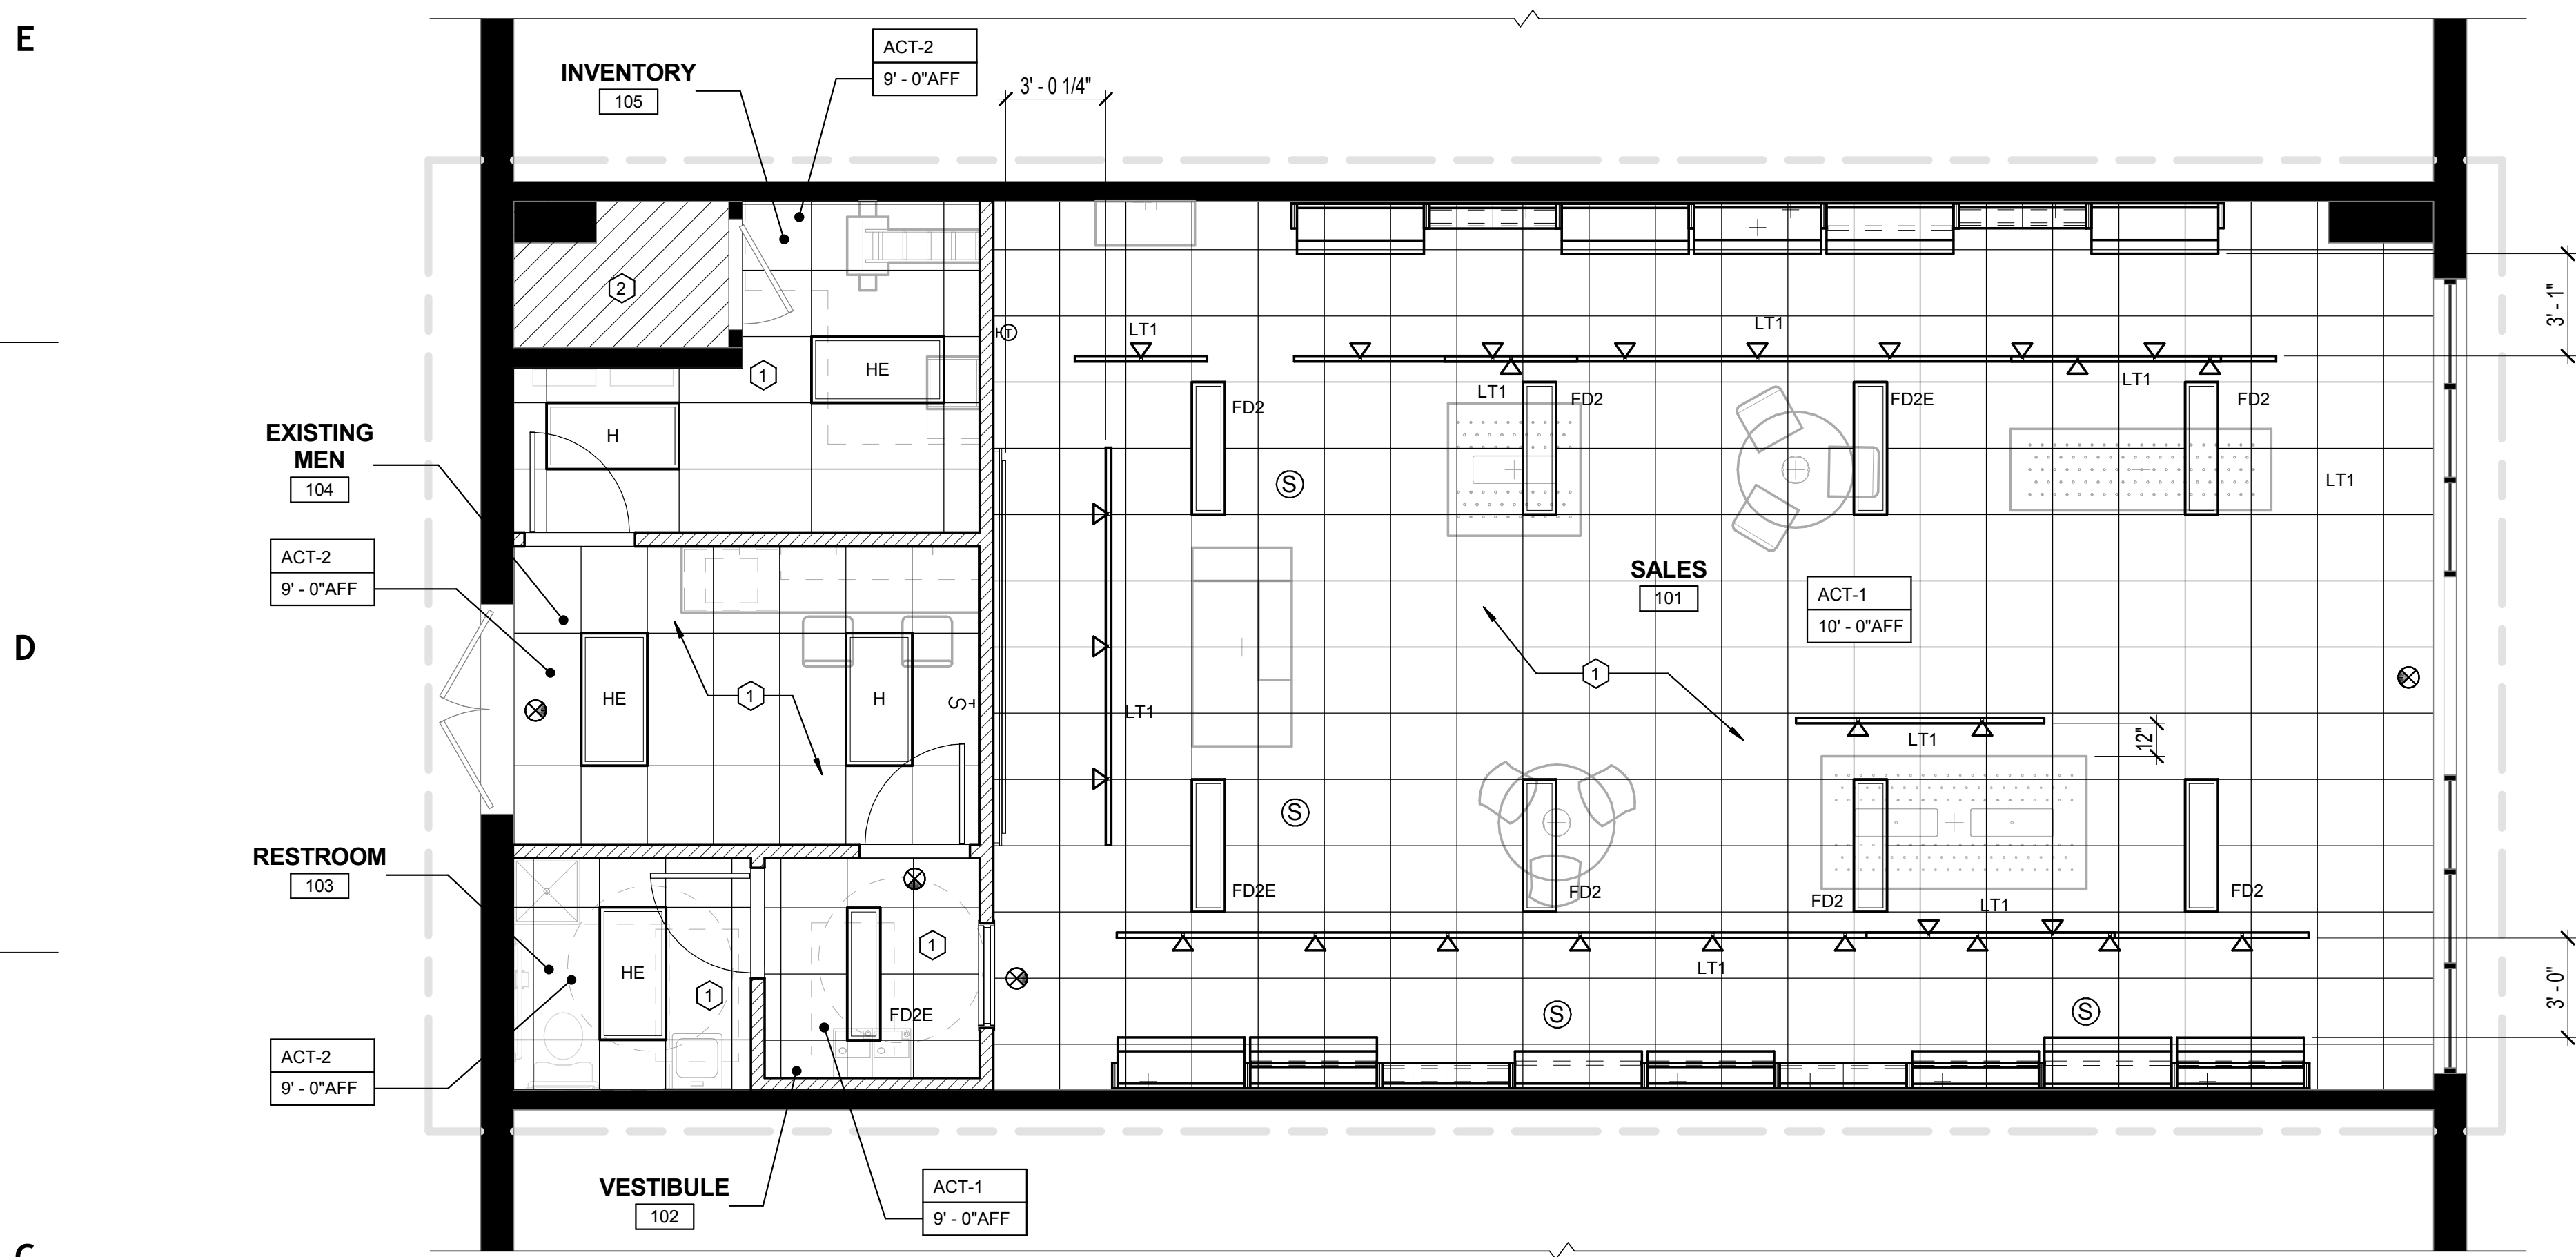 E
INVENTORY
105
ACT-2
9' - 0"AFF
3' - 0 1/4"
2
1
HE
H
T
LT1
LT1
LT1
LT1
3' - 1"
FD2
FD2
FD2E
FD2
LT1
S
EXISTING
MEN
104
ACT-2
9' - 0"AFF
D
HE
1
H
S
LT1
SALES
101
ACT-1
10' - 0"AFF
1
LT1
12"
S
FD2E
FD2
FD2
LT1
FD2
RESTROOM
103
HE
1
1
FD2E
LT1
S
S
3' - 0"
ACT-2
9' - 0"AFF
VESTIBULE
102
ACT-1
9' - 0"AFF
C